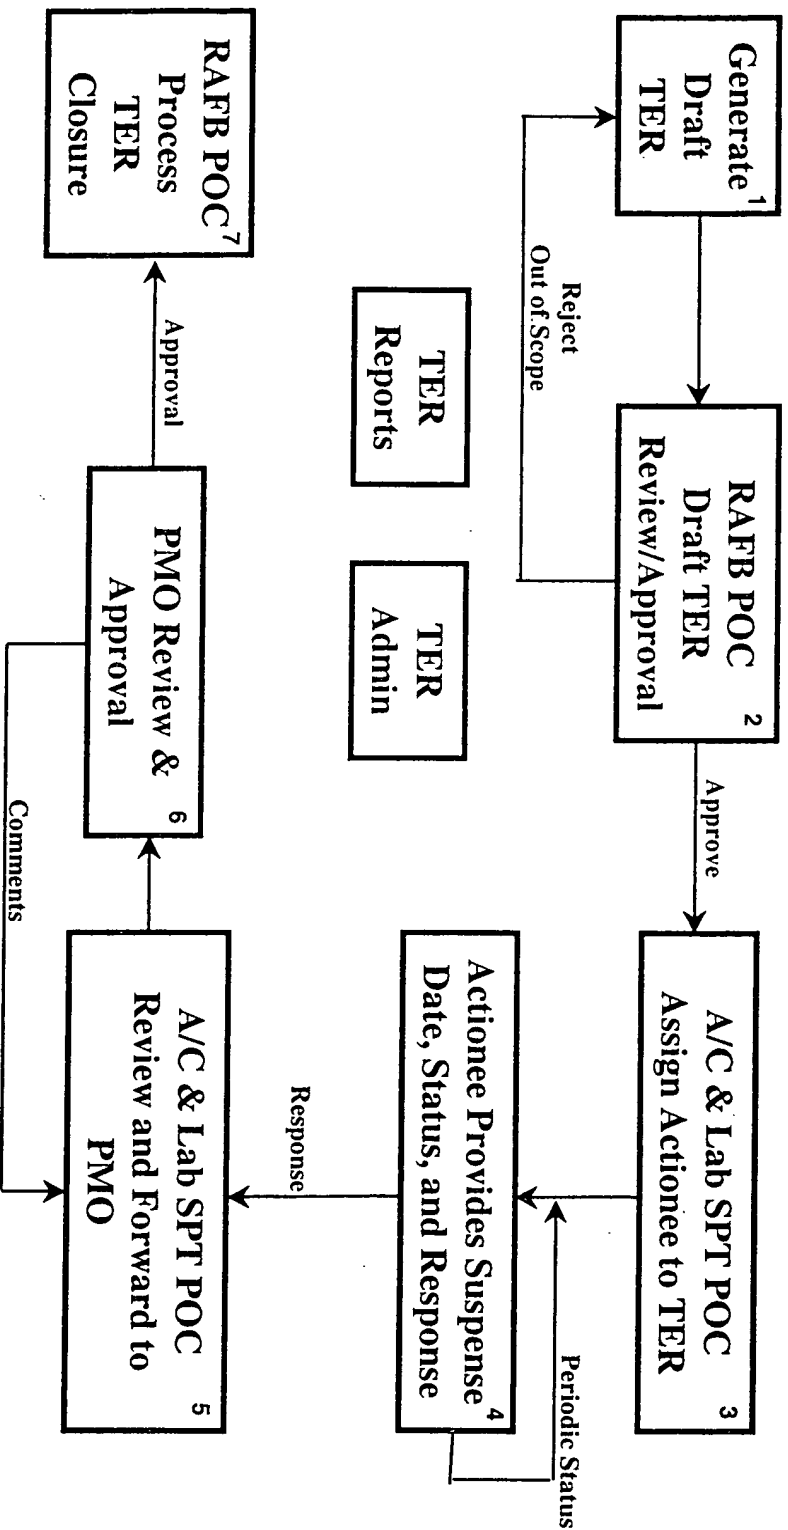 Generate
Draft
TER
1
RAFB POC
Draft TER
Review/Approval
2
Approve
A/C & Lab SPT POC
Assign Actionee to TER
3
Reject
Out of Scope
Periodic Status
TER
Reports
TER
Admin
Actionee Provides Suspense
Date, Status, and Response
4
Response
RAFB POC
Process
TER
Closure
7
Approval
PMO Review &
Approval
6
A/C & Lab SPT POC
Review and Forward to
PMO
5
Comments